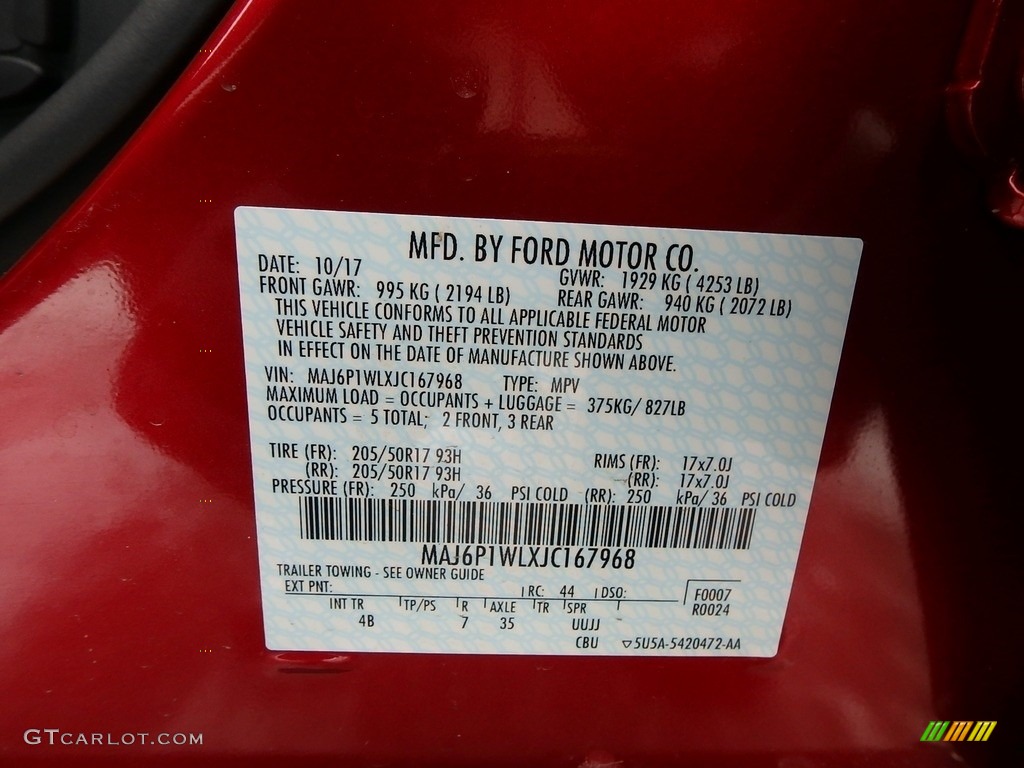 MFD. BY FORD MOTOR CO.
DATE: 10/17 GVWR: 1929 KG ( 4253 LB)
FRONT GAWR: 995 KG ( 2194 LB) REAR GAWR: 940 KG ( 2072 LB)
THIS VEHICLE CONFORMS TO ALL APPLICABLE FEDERAL MOTOR
VEHICLE SAFETY AND THEFT PREVENTION STANDARDS
IN EFFECT ON THE DATE OF MANUFACTURE SHOWN ABOVE.
VIN: MAJ6P1WLXJC167968 TYPE: MPV
MAXIMUM LOAD = OCCUPANTS + LUGGAGE = 375KG/ 827LB
OCCUPANTS = 5 TOTAL; 2 FRONT, 3 REAR
TIRE (FR): 205/50R17 93H RIMS (FR): 17x7.0J
(RR): 205/50R17 93H (RR): 17x7.0J
PRESSURE (FR): 250 kPa/ 36 PSI COLD (RR): 250 kPa/ 36 PSI COLD
MAJ6P1WLXJC167968
TRAILER TOWING - SEE OWNER GUIDE
EXT PNT: RC: 44 DSO: F0007
R0024
INT TR TP/PS R AXLE TR SPR
4B 7 35 UUJJ
CBU ▽5U5A-5420472-AA
GTCARLOT.COM